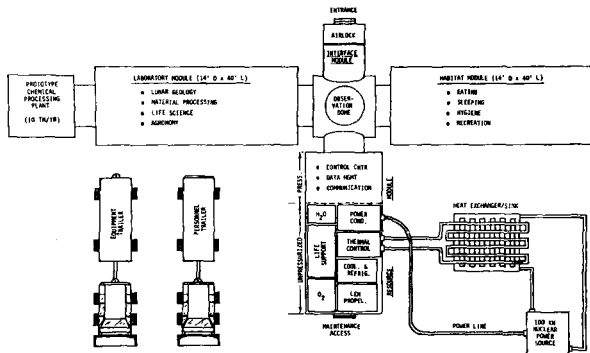 ENTRANCE
AIRLOCK
INTERFACE
MODULE
PROTOTYPE
CHEMICAL
PROCESSING
PLANT
(10 TN/YR)
LABORATORY MODULE (14' D x 40' L)
LUNAR GEOLOGY
MATERIAL PROCESSING
LIFE SCIENCE
AGRONOMY
OBSER-
VATION
DOME
HABITAT MODULE (14' D x 40' L)
EATING
SLEEPING
HYGIENE
RECREATION
EQUIPMENT
TRAILER
PERSONNEL
TRAILER
PRESS.
UNPRESSURIZED
CONTROL CNTR
DATA MGMT
COMMUNICATION
MODULE
RESOURCE
H2O
POWER
COND.
LIFE
SUPPORT
THERMAL
CONTROL
COOL. &
REFRIG.
O2
LEM
PROPEL.
MAINTENANCE
ACCESS
HEAT EXCHANGER/SINK
POWER LINE
100 KW
NUCLEAR
POWER
SOURCE